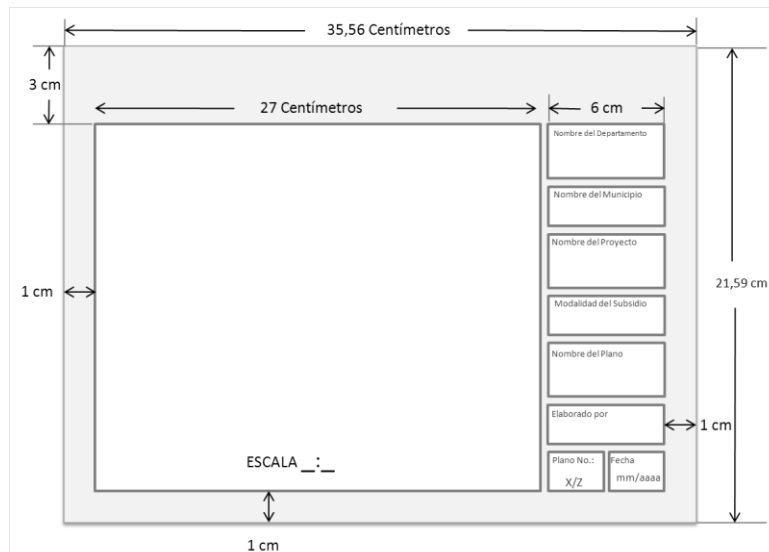 35,56 Centímetros
3 cm
27 Centímetros
6 cm
Nombre del Departamento
Nombre del Municipio
Nombre del Proyecto
1 cm
21,59 cm
Modalidad del Subsidio
Nombre del Plano
Elaborado por
1 cm
ESCALA _:_
Plano No.:
X/Z
Fecha
mm/aaaa
1 cm